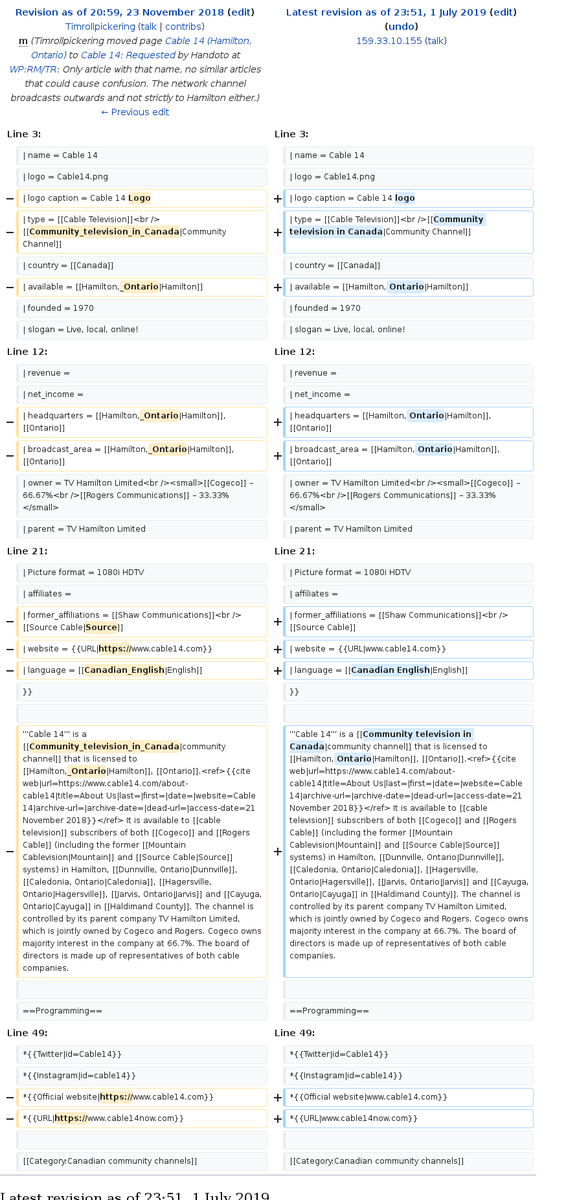 Revision as of 20:59, 23 November 2018 (edit)
Timrollpickering (talk | contribs)
m (Timrollpickering moved page Cable 14 (Hamilton,
Ontario) to Cable 14: Requested by Handoto at
WP:RM/TR: Only article with that name, no similar articles
that could cause confusion. The network channel
broadcasts outwards and not strictly to Hamilton either.)
← Previous edit
Latest revision as of 23:51, 1 July 2019 (edit)
(undo)
159.33.10.155 (talk)
Line 3:
Line 3:
| name = Cable 14
| name = Cable 14
| logo = Cable14.png
| logo = Cable14.png
− | logo caption = Cable 14 Logo
+ | logo caption = Cable 14 logo
− | type = [[Cable Television]]<br />
[[Community_television_in_Canada|Community
Channel]]
+ | type = [[Cable Television]]<br />[[Community
television in Canada|Community Channel]]
| country = [[Canada]]
| country = [[Canada]]
− | available = [[Hamilton,_Ontario|Hamilton]]
+ | available = [[Hamilton, Ontario|Hamilton]]
| founded = 1970
| founded = 1970
| slogan = Live, local, online!
| slogan = Live, local, online!
Line 12:
Line 12:
| revenue =
| revenue =
| net_income =
| net_income =
− | headquarters = [[Hamilton,_Ontario|Hamilton]],
[[Ontario]]
+ | headquarters = [[Hamilton, Ontario|Hamilton]],
[[Ontario]]
− | broadcast_area = [[Hamilton,_Ontario|Hamilton]],
[[Ontario]]
+ | broadcast_area = [[Hamilton, Ontario|Hamilton]],
[[Ontario]]
| owner = TV Hamilton Limited<br /><small>[[Cogeco]] –
66.67%<br />[[Rogers Communications]] – 33.33%
</small>
| owner = TV Hamilton Limited<br /><small>[[Cogeco]] –
66.67%<br />[[Rogers Communications]] – 33.33%
</small>
| parent = TV Hamilton Limited
| parent = TV Hamilton Limited
Line 21:
Line 21:
| Picture format = 1080i HDTV
| Picture format = 1080i HDTV
| affiliates =
| affiliates =
− | former_affiliations = [[Shaw Communications]]<br />
[[Source Cable|Source]]
+ | former_affiliations = [[Shaw Communications]]<br />
[[Source Cable]]
− | website = {{URL|https://www.cable14.com}}
+ | website = {{URL|www.cable14.com}}
− | language = [[Canadian_English|English]]
+ | language = [[Canadian English|English]]
}}
}}
− '''Cable 14''' is a
[[Community_television_in_Canada|community
channel]] that is licensed to
[[Hamilton,_Ontario|Hamilton]], [[Ontario]].<ref>{{cite
web|url=https://www.cable14.com/about-
cable14|title=About Us|last=|first=|date=|website=Cable
14|archive-url=|archive-date=|dead-url=|access-date=21
November 2018}}</ref> It is available to [[cable
television]] subscribers of both [[Cogeco]] and [[Rogers
Cable]] (including the former [[Mountain
Cablevision|Mountain]] and [[Source Cable|Source]]
systems) in Hamilton, [[Dunnville, Ontario|Dunnville]],
[[Caledonia, Ontario|Caledonia]], [[Hagersville,
Ontario|Hagersville]], [[Jarvis, Ontario|Jarvis]] and [[Cayuga,
Ontario|Cayuga]] in [[Haldimand County]]. The channel is
controlled by its parent company TV Hamilton Limited,
which is jointly owned by Cogeco and Rogers. Cogeco owns
majority interest in the company at 66.7%. The board of
directors is made up of representatives of both cable
companies.
+ '''Cable 14''' is a [[Community television in
Canada|community channel]] that is licensed to
[[Hamilton, Ontario|Hamilton]], [[Ontario]].<ref>{{cite
web|url=https://www.cable14.com/about-
cable14|title=About Us|last=|first=|date=|website=Cable
14|archive-url=|archive-date=|dead-url=|access-date=21
November 2018}}</ref> It is available to [[cable
television]] subscribers of both [[Cogeco]] and [[Rogers
Cable]] (including the former [[Mountain
Cablevision|Mountain]] and [[Source Cable|Source]]
systems) in Hamilton, [[Dunnville, Ontario|Dunnville]],
[[Caledonia, Ontario|Caledonia]], [[Hagersville,
Ontario|Hagersville]], [[Jarvis, Ontario|Jarvis]] and [[Cayuga,
Ontario|Cayuga]] in [[Haldimand County]]. The channel is
controlled by its parent company TV Hamilton Limited,
which is jointly owned by Cogeco and Rogers. Cogeco owns
majority interest in the company at 66.7%. The board of
directors is made up of representatives of both cable
companies.
==Programming==
==Programming==
Line 49:
Line 49:
*{{Twitter|id=Cable14}}
*{{Twitter|id=Cable14}}
*{{Instagram|id=cable14}}
*{{Instagram|id=cable14}}
− *{{Official website|https://www.cable14.com}}
+ *{{Official website|www.cable14.com}}
− *{{URL|https://www.cable14now.com}}
+ *{{URL|www.cable14now.com}}
[[Category:Canadian community channels]]
[[Category:Canadian community channels]]
Latest revision as of 23:51, 1 July 2019